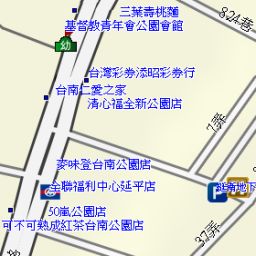 三葉壽桃麵
824巷
基督教青年會公園會館
幼
台灣彩券添昭彩券行
台南仁愛之家
清心福全新公園店
7弄
麥味登台南公園店
全聯福利中心延平店
P
50嵐公園店
可不可熟成紅茶台南公園店
37弄